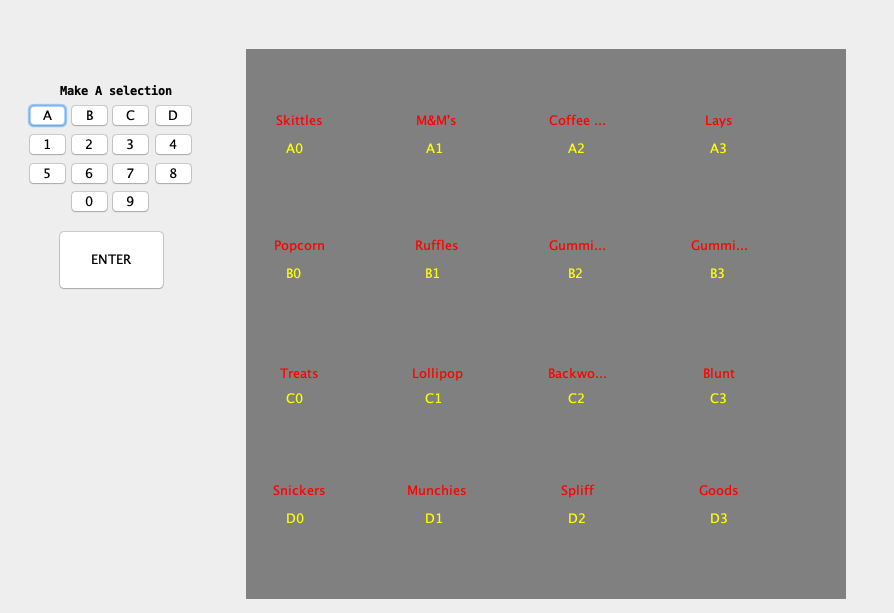 Make A selection
A B C D
1 2 3 4
5 6 7 8
0 9
ENTER
Skittles M&M's Coffee ... Lays
A0 A1 A2 A3
Popcorn Ruffles Gummi... Gummi...
B0 B1 B2 B3
Treats Lollipop Backwo... Blunt
C0 C1 C2 C3
Snickers Munchies Spliff Goods
D0 D1 D2 D3